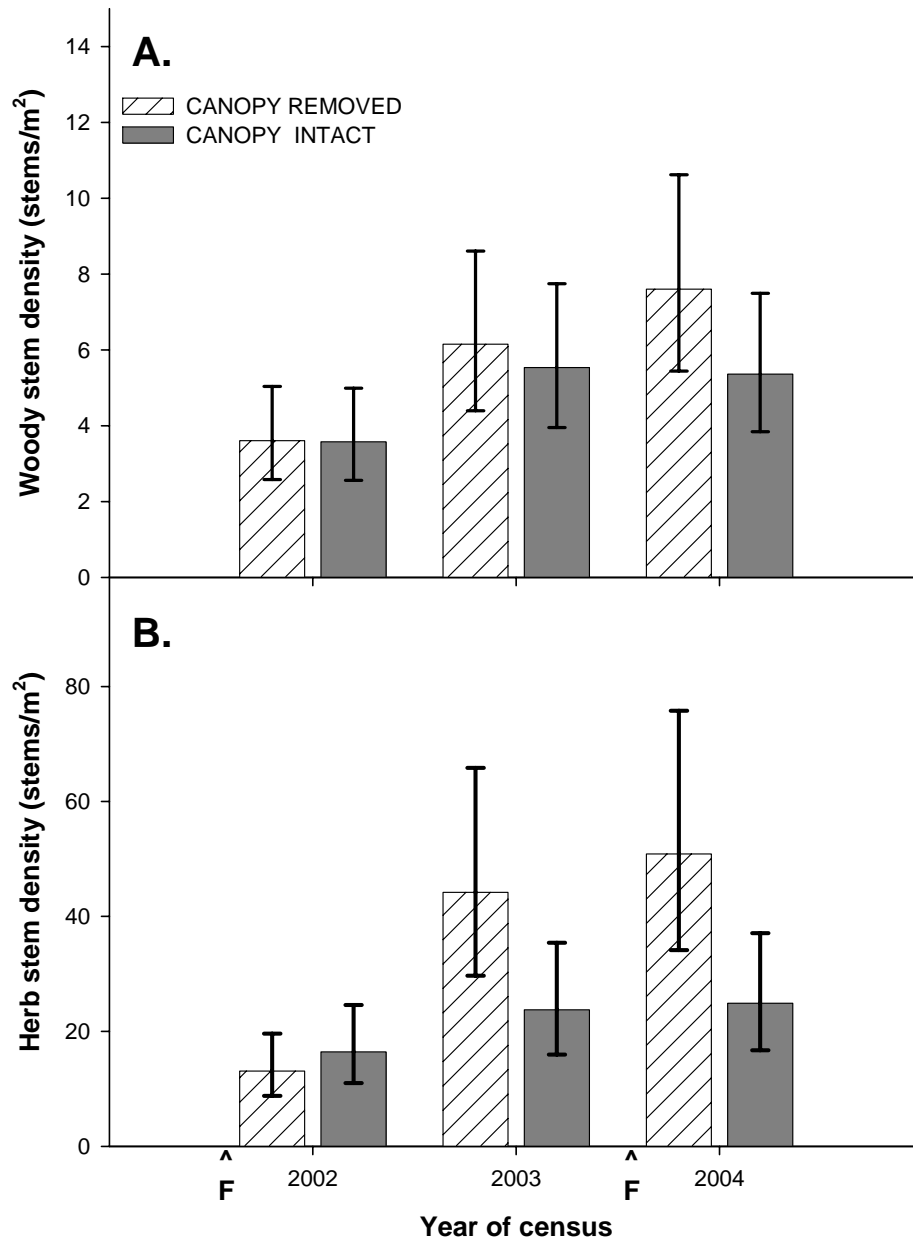 A.
CANOPY REMOVED
CANOPY INTACT
Woody stem density (stems/m²)
14
12
10
8
6
4
2
0
B.
Herb stem density (stems/m²)
80
60
40
20
0
^ ^
2002 2003 2004
F F
Year of census